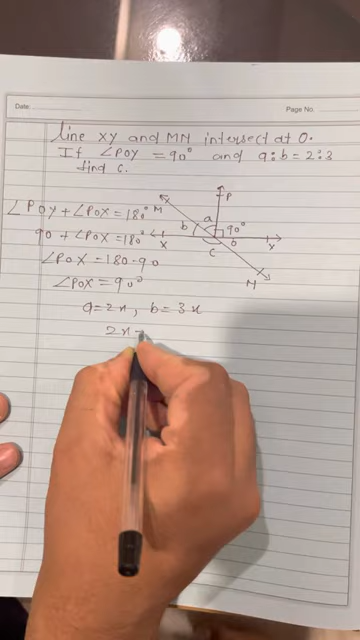 Date:
Page No.
Line XY and MN intersect at O.
If ∠POY = 90° and a:b = 2:3
find c.
∠POY + ∠POX = 180°
90 + ∠POX = 180°
∠POX = 180-90
∠POX = 90°
a = 2x, b = 3x
2x +
M
P
a
90°
b
X
c
O
x
N